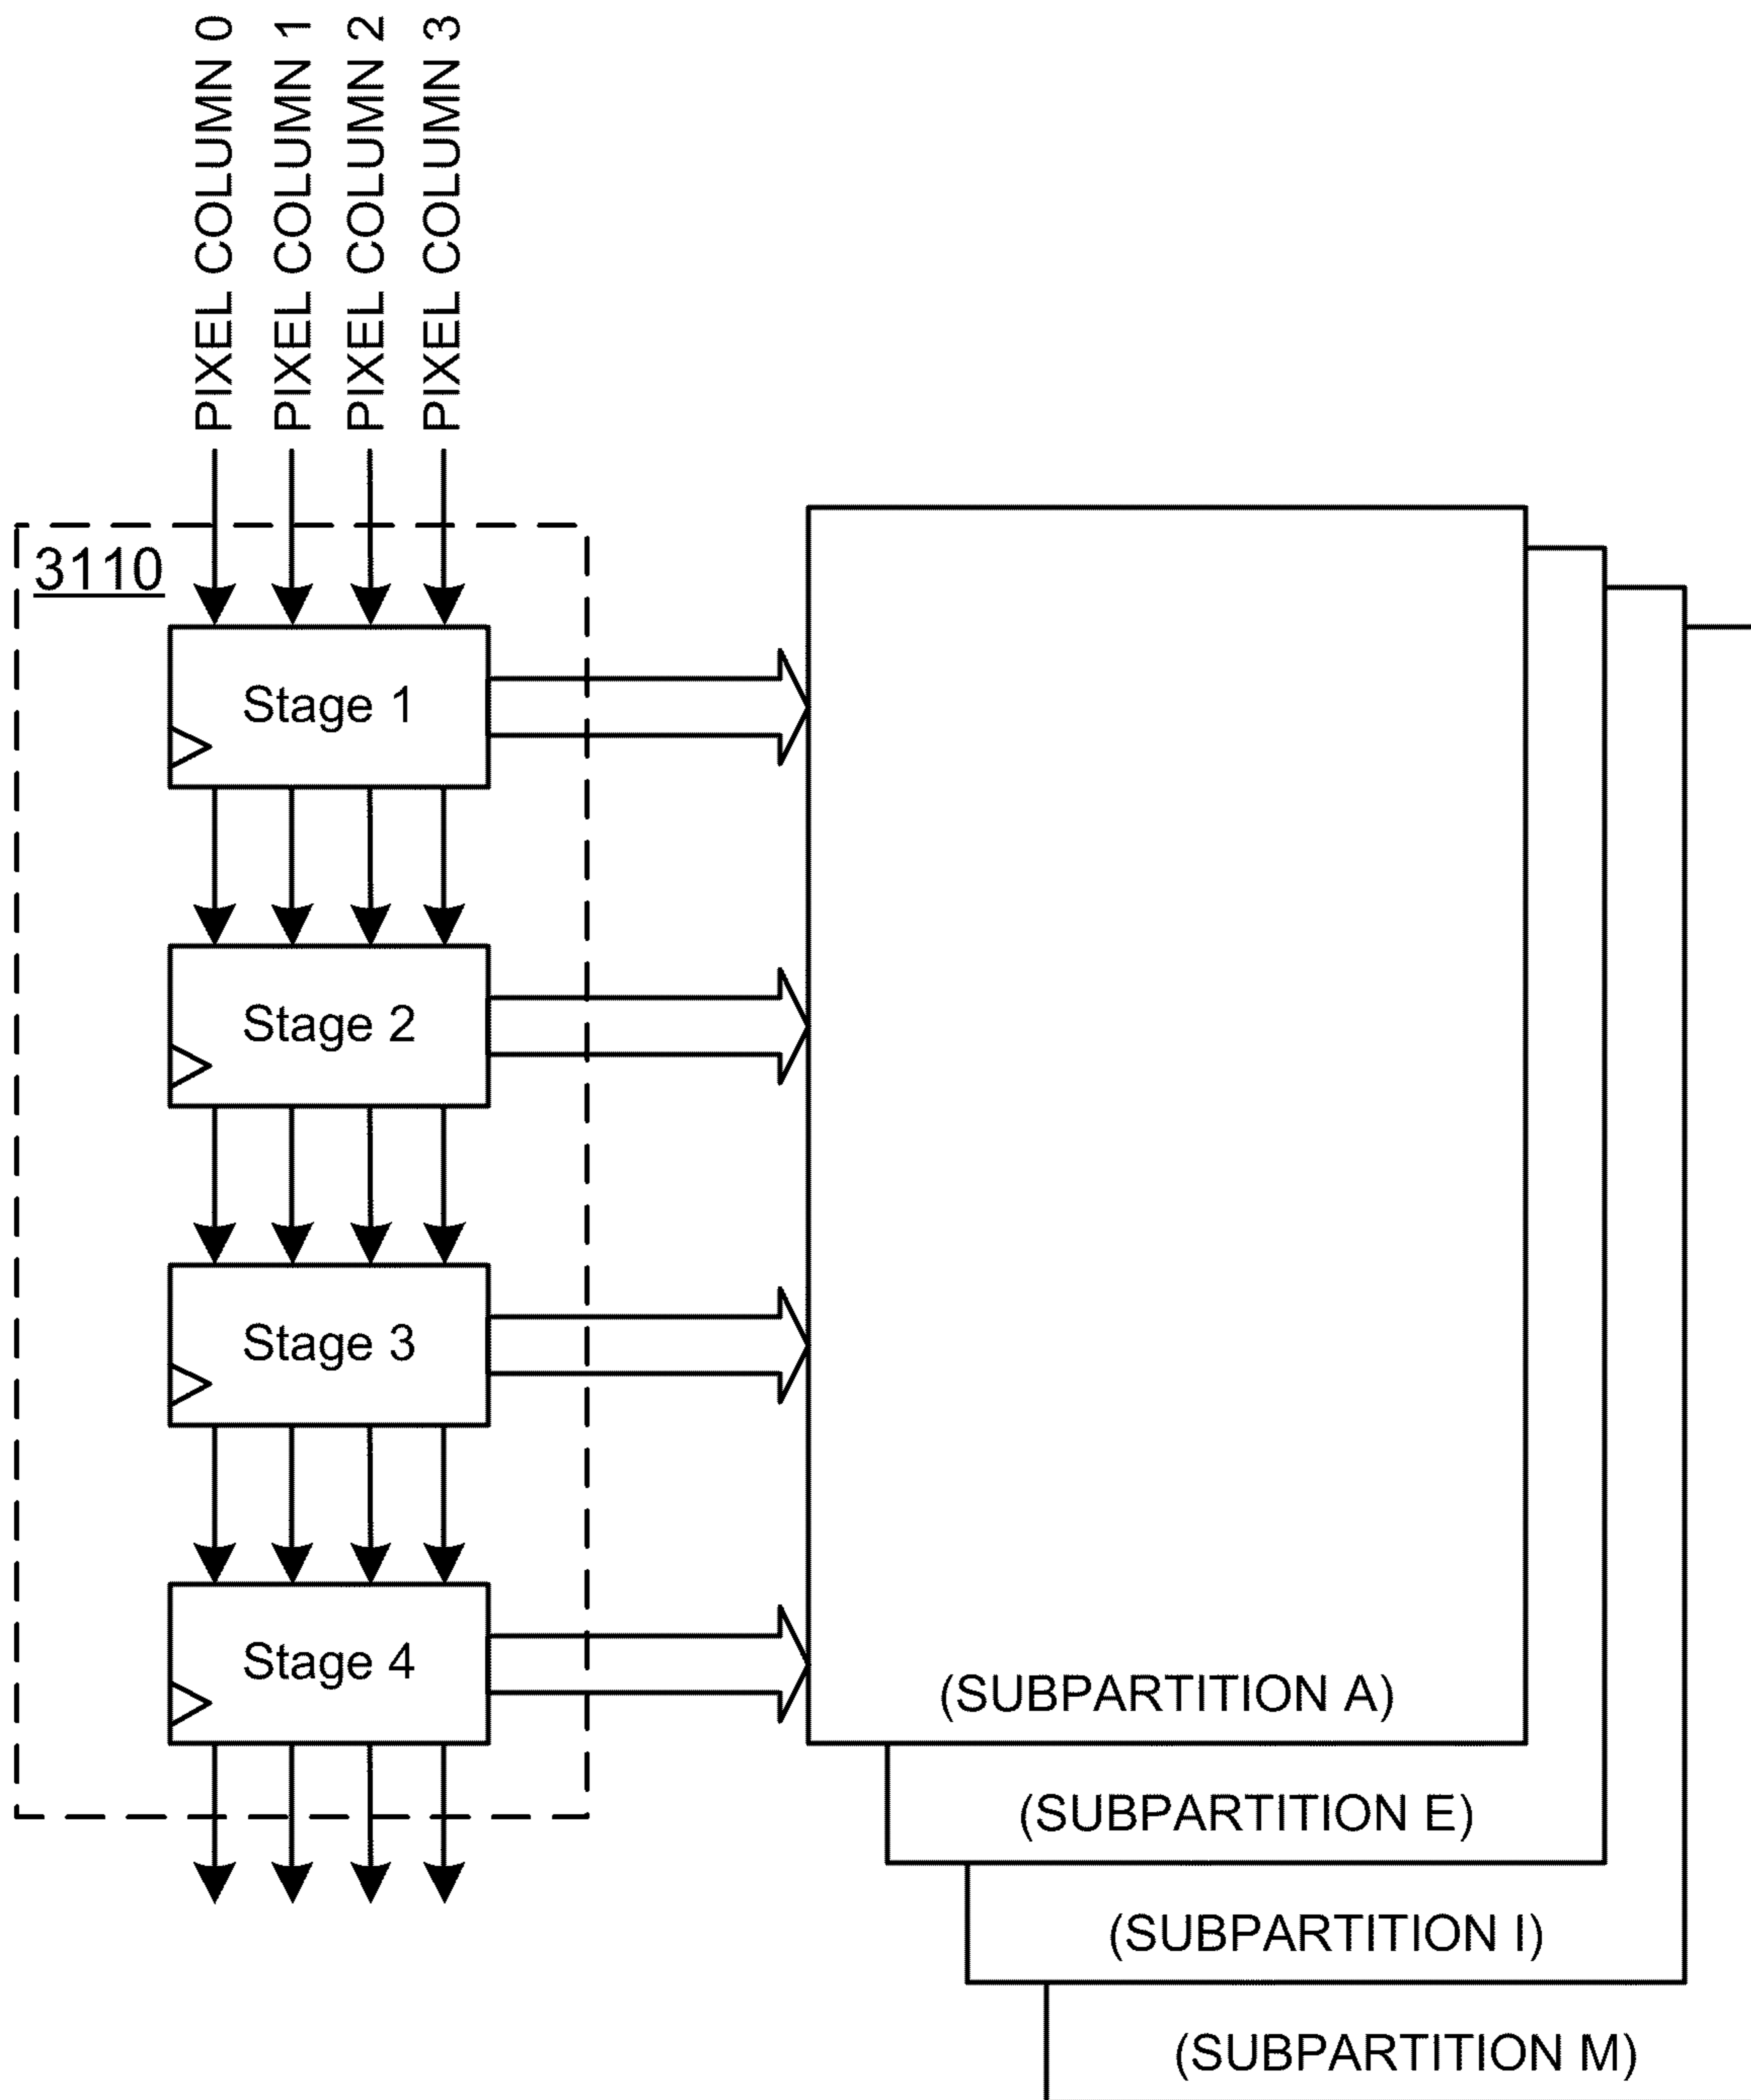 PIXEL COLUMN 0
PIXEL COLUMN 1
PIXEL COLUMN 2
PIXEL COLUMN 3
3110
Stage 1
Stage 2
Stage 3
Stage 4
(SUBPARTITION A)
(SUBPARTITION E)
(SUBPARTITION I)
(SUBPARTITION M)